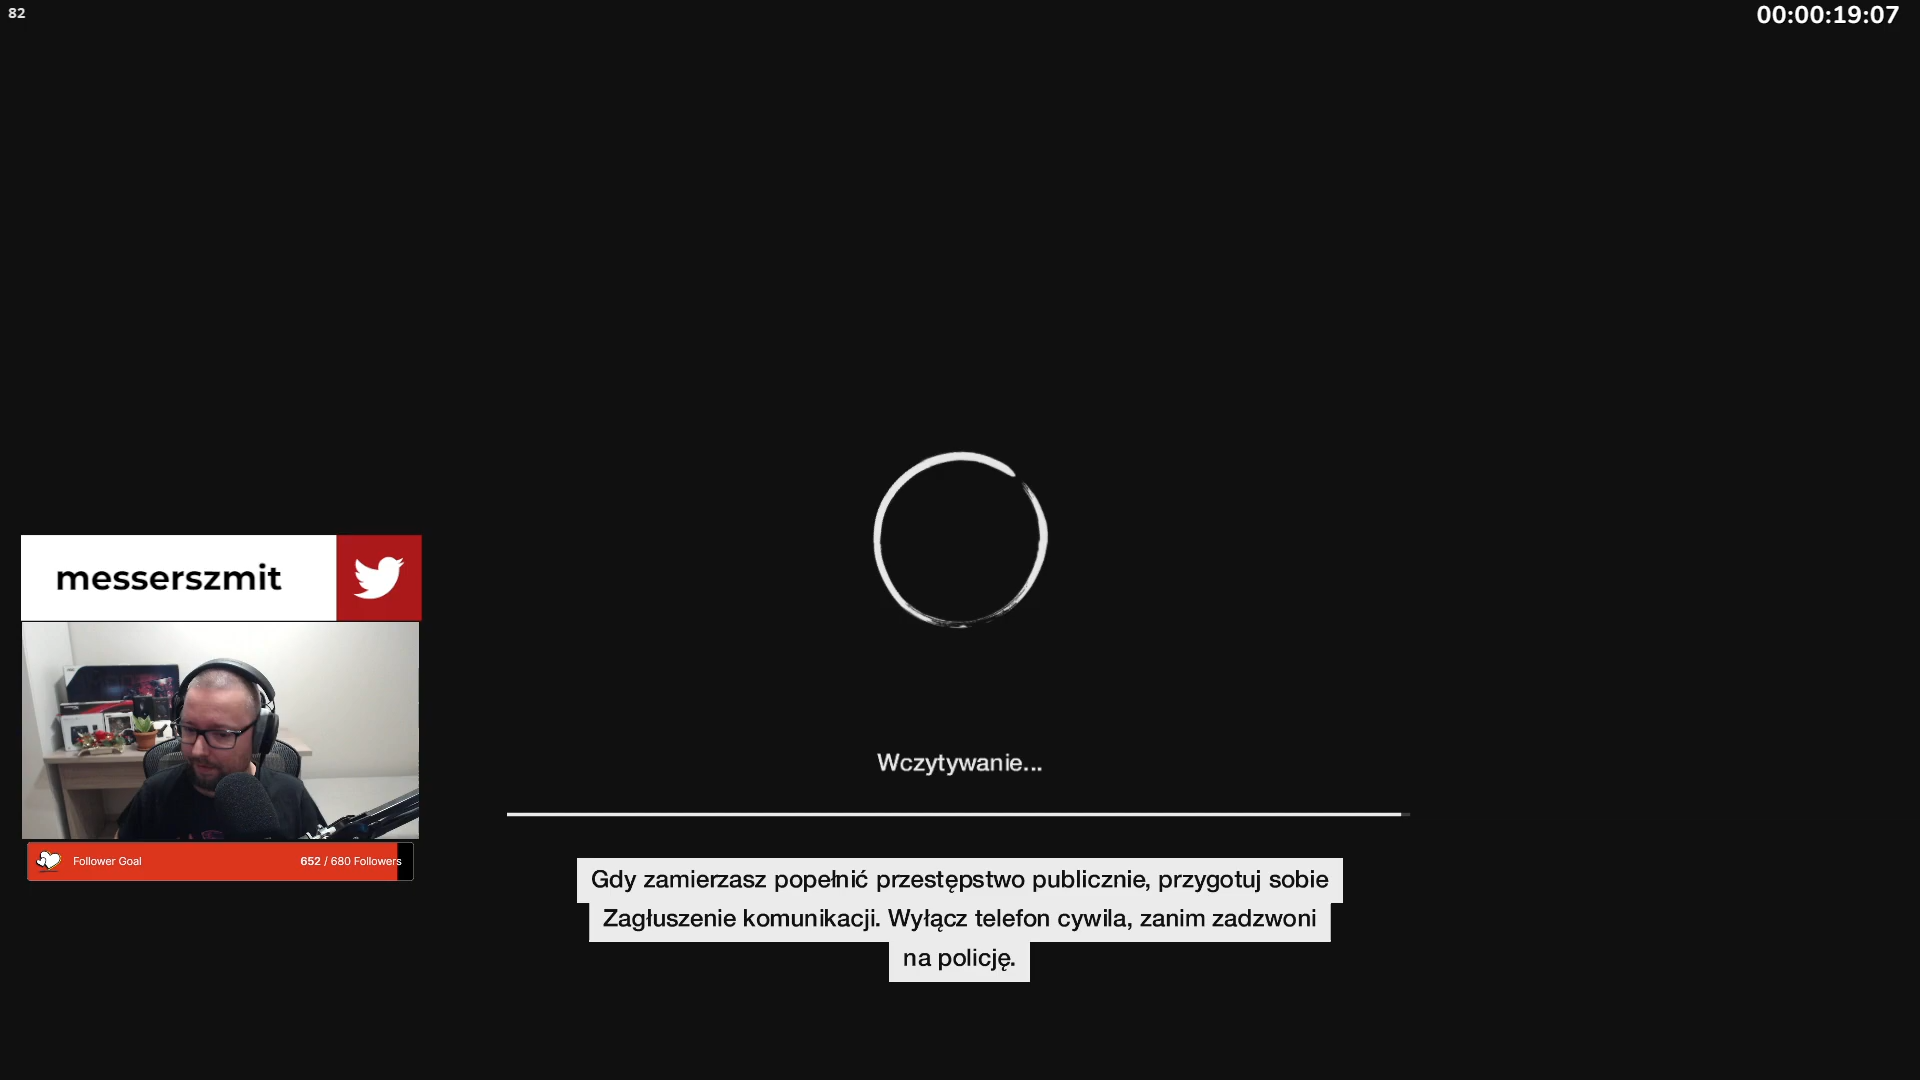 82
00:00:19:07
messerszmit
Follower Goal
652 / 680 Followers
Wczytywanie...
Gdy zamierzasz popełnić przestępstwo publicznie, przygotuj sobie
Zagłuszenie komunikacji. Wyłącz telefon cywila, zanim zadzwoni
na policję.